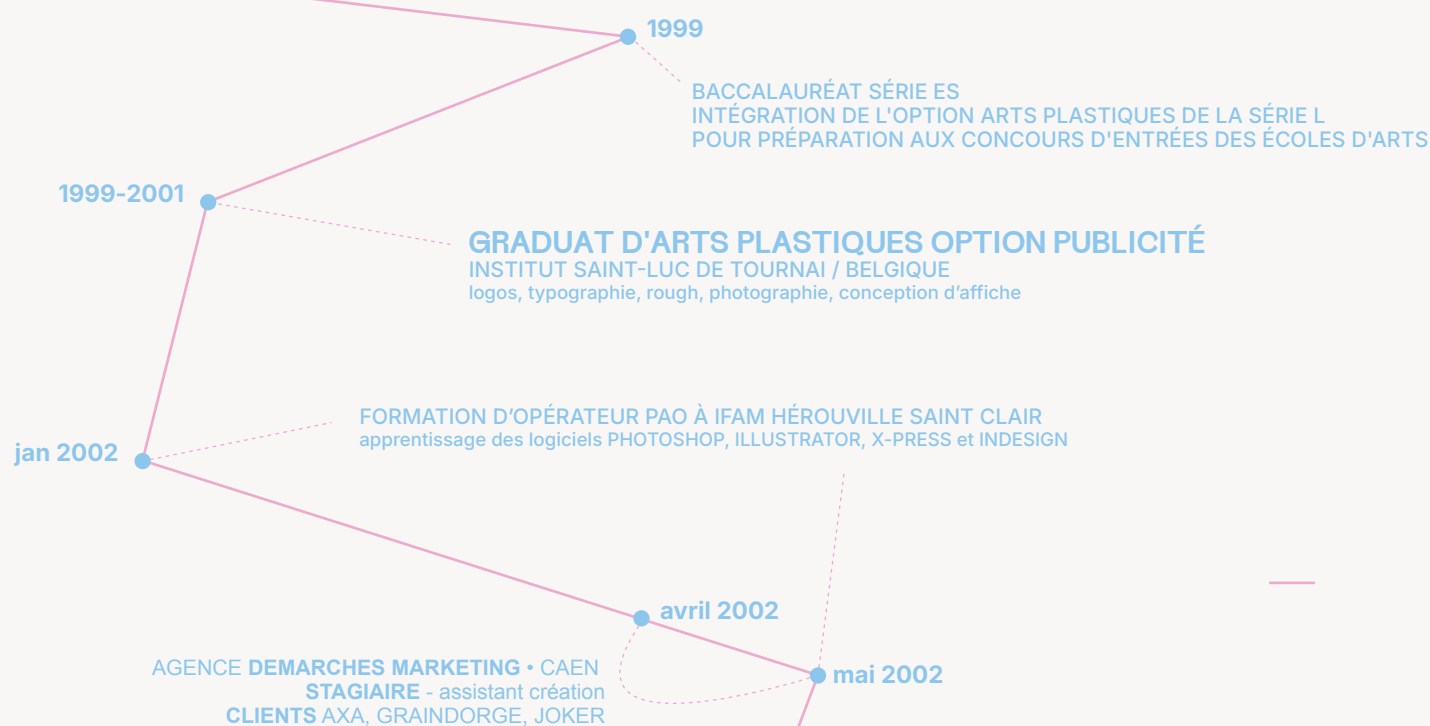 1999
BACCALAURÉAT SÉRIE ES
INTÉGRATION DE L'OPTION ARTS PLASTIQUES DE LA SÉRIE L
POUR PRÉPARATION AUX CONCOURS D'ENTRÉES DES ÉCOLES D'ARTS
1999-2001
GRADUAT D'ARTS PLASTIQUES OPTION PUBLICITÉ
INSTITUT SAINT-LUC DE TOURNAI / BELGIQUE
logos, typographie, rough, photographie, conception d’affiche
jan 2002
FORMATION D’OPÉRATEUR PAO À IFAM HÉROUVILLE SAINT CLAIR
apprentissage des logiciels PHOTOSHOP, ILLUSTRATOR, X-PRESS et INDESIGN
avril 2002
AGENCE DEMARCHES MARKETING • CAEN
STAGIAIRE - assistant création
CLIENTS AXA, GRAINDORGE, JOKER
mai 2002